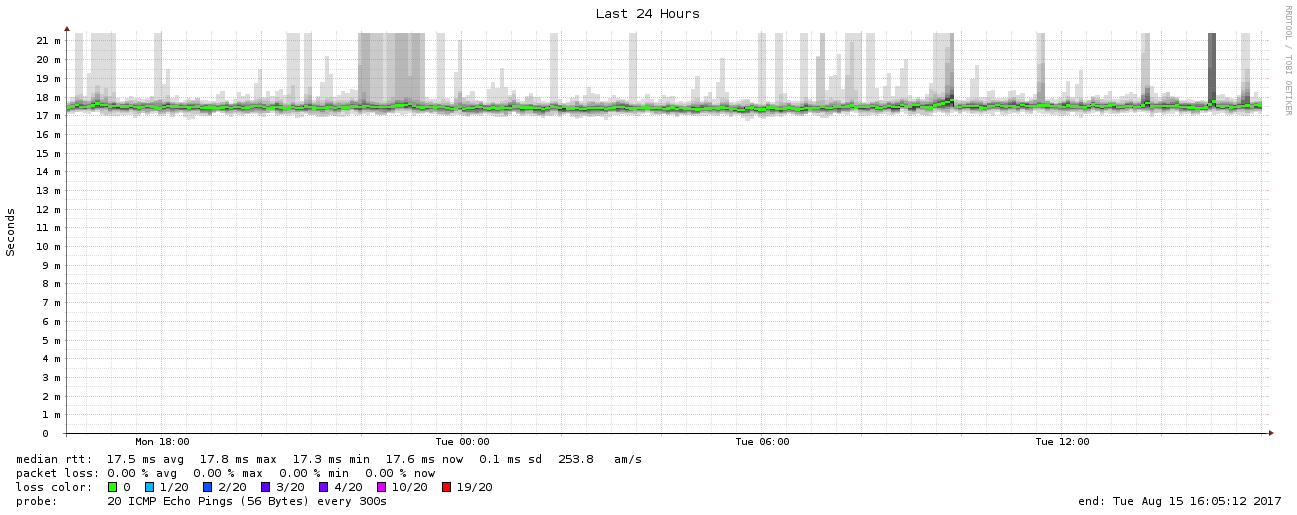 Last 24 Hours
RRDTOOL / TOBI OETIKER
Seconds
21 m
20 m
19 m
18 m
17 m
16 m
15 m
14 m
13 m
12 m
11 m
10 m
9 m
8 m
7 m
6 m
5 m
4 m
3 m
2 m
1 m
0
Mon 18:00 Tue 00:00 Tue 06:00 Tue 12:00
median rtt: 17.5 ms avg 17.8 ms max 17.3 ms min 17.6 ms now 0.1 ms sd 253.8 am/s
packet loss: 0.00 % avg 0.00 % max 0.00 % min 0.00 % now
loss color: 0 1/20 2/20 3/20 4/20 10/20 19/20
probe: 20 ICMP Echo Pings (56 Bytes) every 300s end: Tue Aug 15 16:05:12 2017